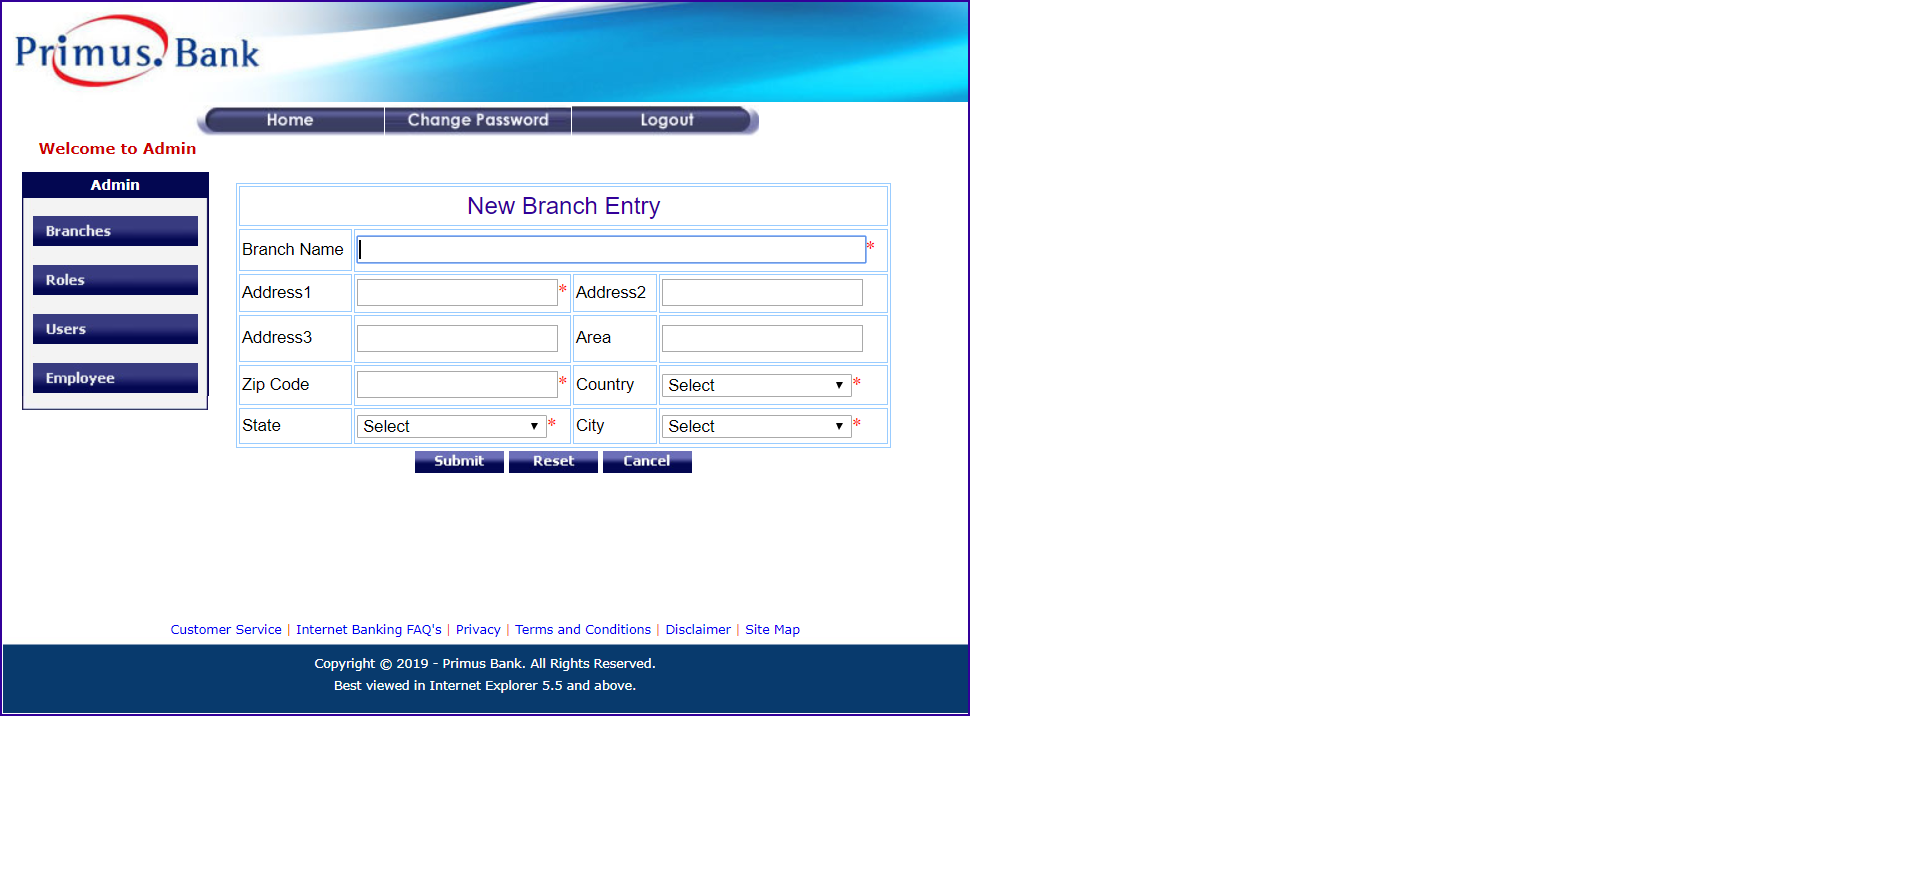 Primus. Bank
Home Change Password Logout
Welcome to Admin
Admin
Branches
Roles
Users
Employee
New Branch Entry
Branch Name *
Address1 * Address2
Address3 Area
Zip Code * Country Select *
State Select * City Select *
Submit Reset Cancel
Customer Service | Internet Banking FAQ's | Privacy | Terms and Conditions | Disclaimer | Site Map
Copyright © 2019 - Primus Bank. All Rights Reserved.
Best viewed in Internet Explorer 5.5 and above.